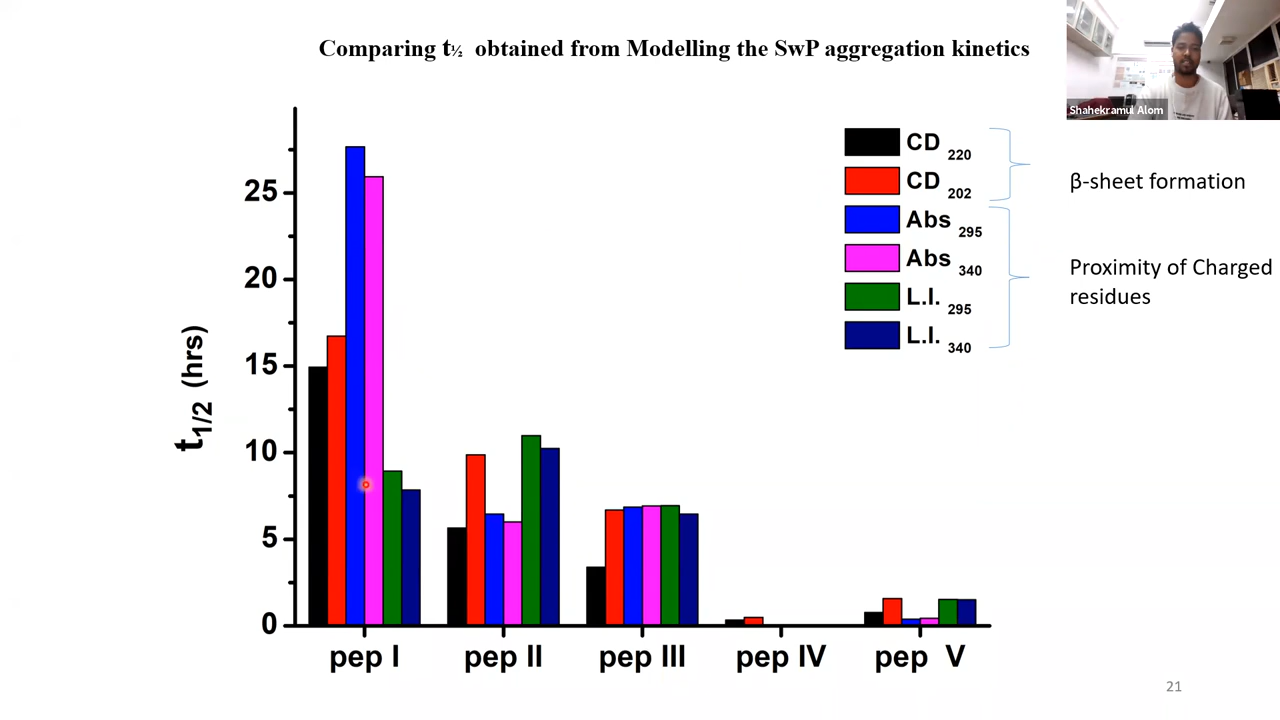 Comparing t½ obtained from Modelling the SwP aggregation kinetics
Shahekramul Alom
CD 220
CD 202
Abs 295
Abs 340
L.I. 295
L.I. 340
β-sheet formation
Proximity of Charged
residues
t1/2 (hrs)
25
20
15
10
5
0
pep I
pep II
pep III
pep IV
pep V
21